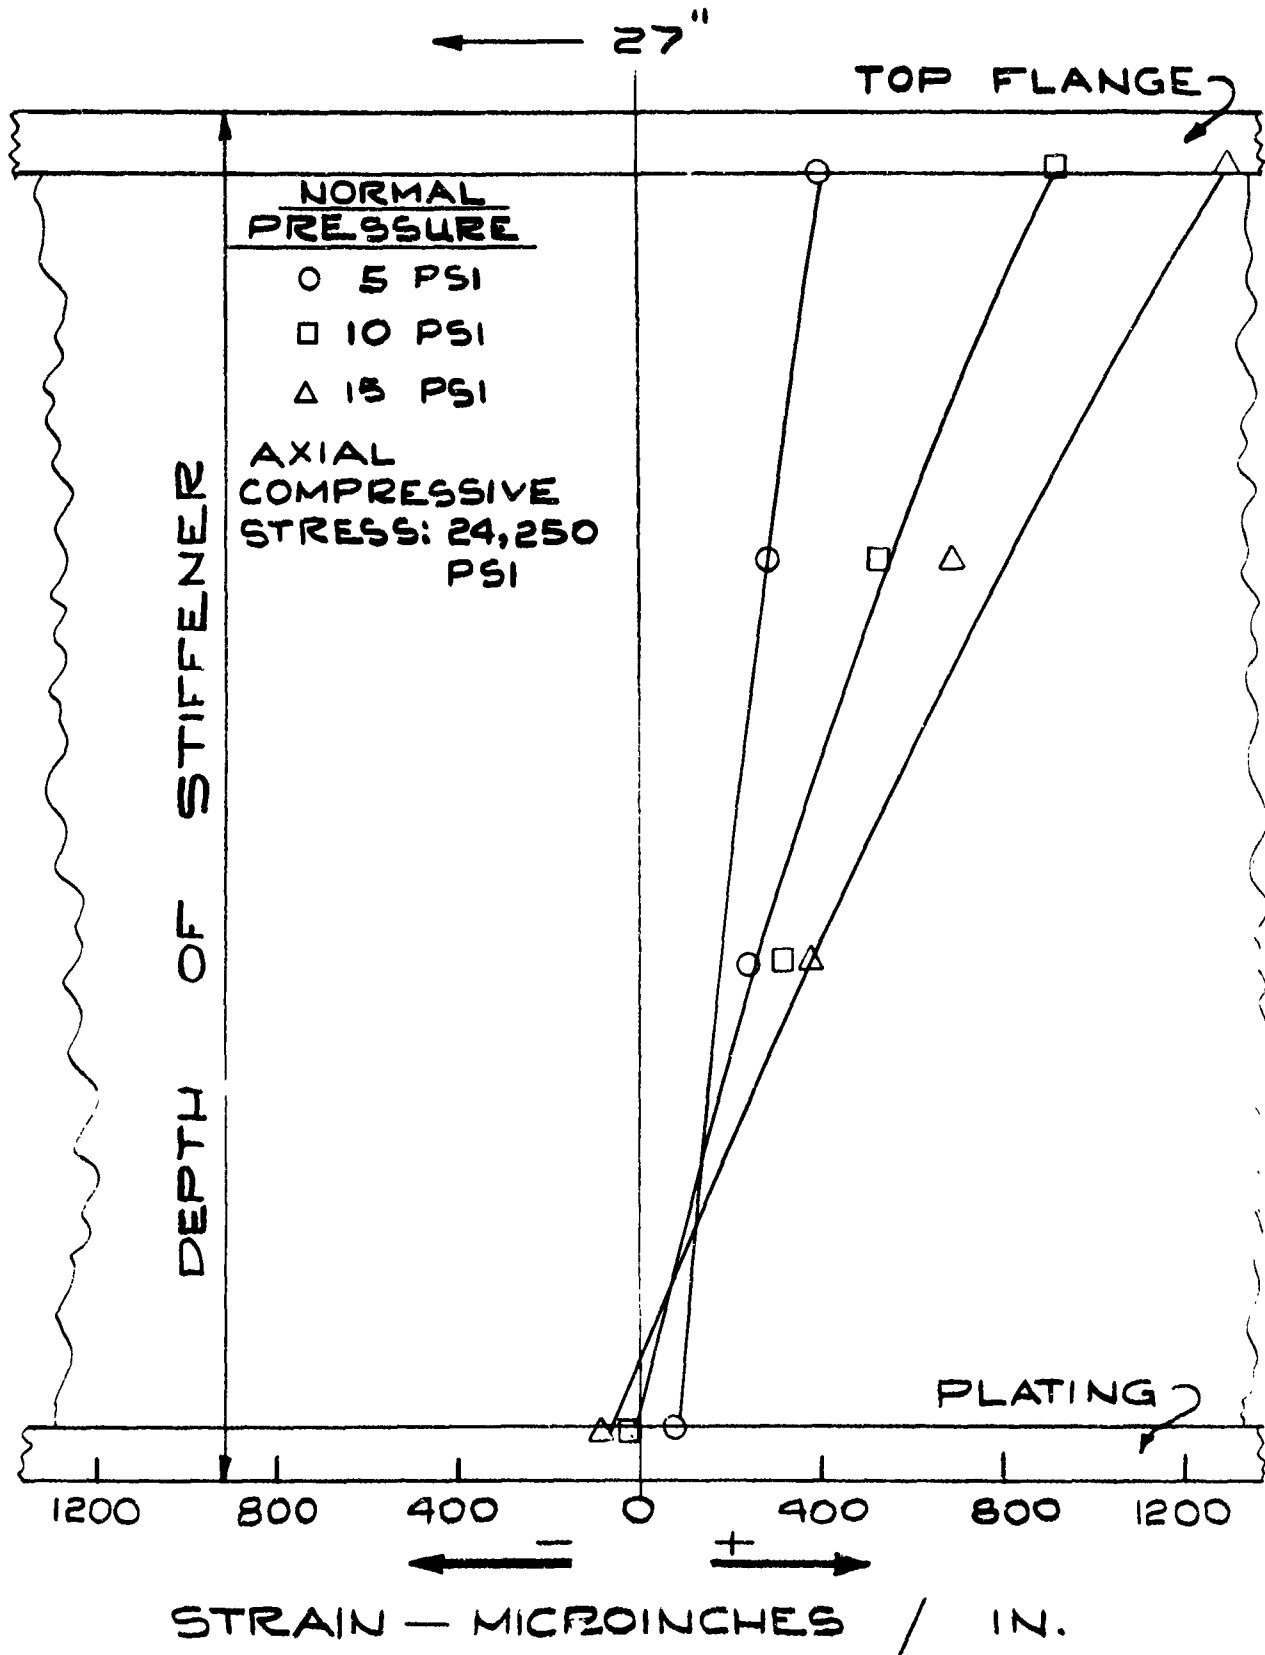 27"
TOP FLANGE
NORMAL
PRESSURE
5 PSI
10 PSI
15 PSI
AXIAL
COMPRESSIVE
STRESS: 24,250
PSI
DEPTH OF STIFFENER
PLATING
1200 800 400 0 400 800 1200
− +
STRAIN — MICROINCHES / IN.